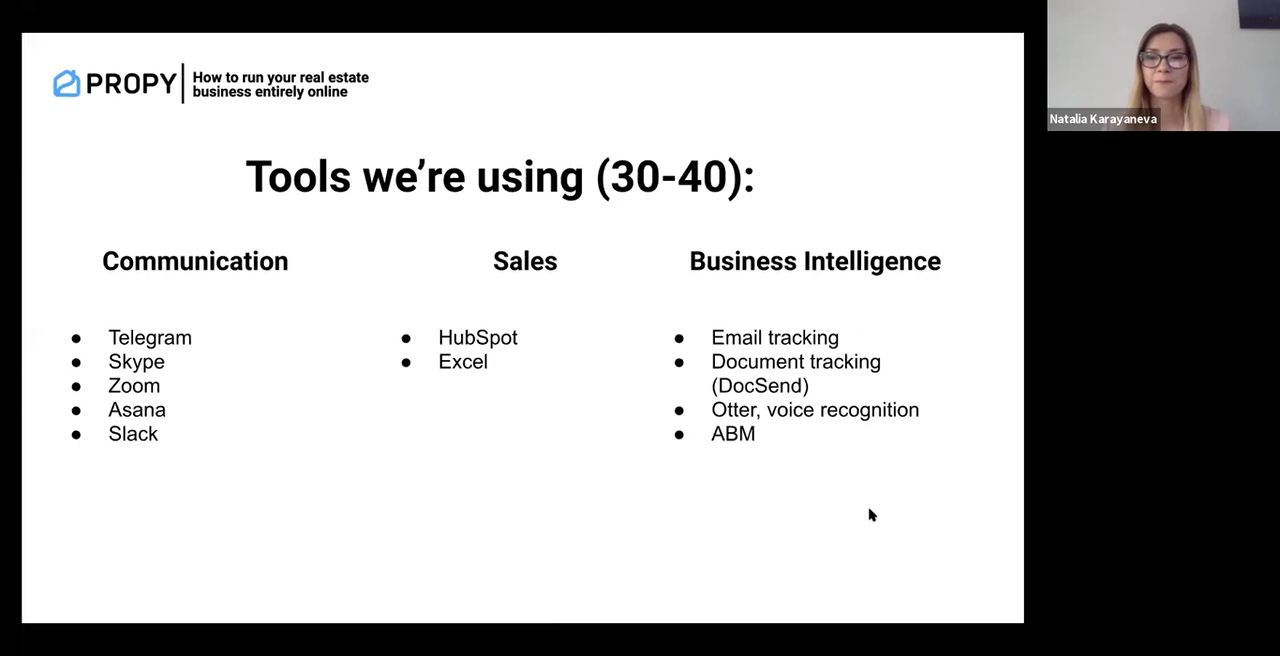 PROPY
How to run your real estate
business entirely online
Natalia Karayaneva
Tools we’re using (30-40):
Communication
● Telegram
● Skype
● Zoom
● Asana
● Slack
Sales
● HubSpot
● Excel
Business Intelligence
● Email tracking
● Document tracking
(DocSend)
● Otter, voice recognition
● ABM